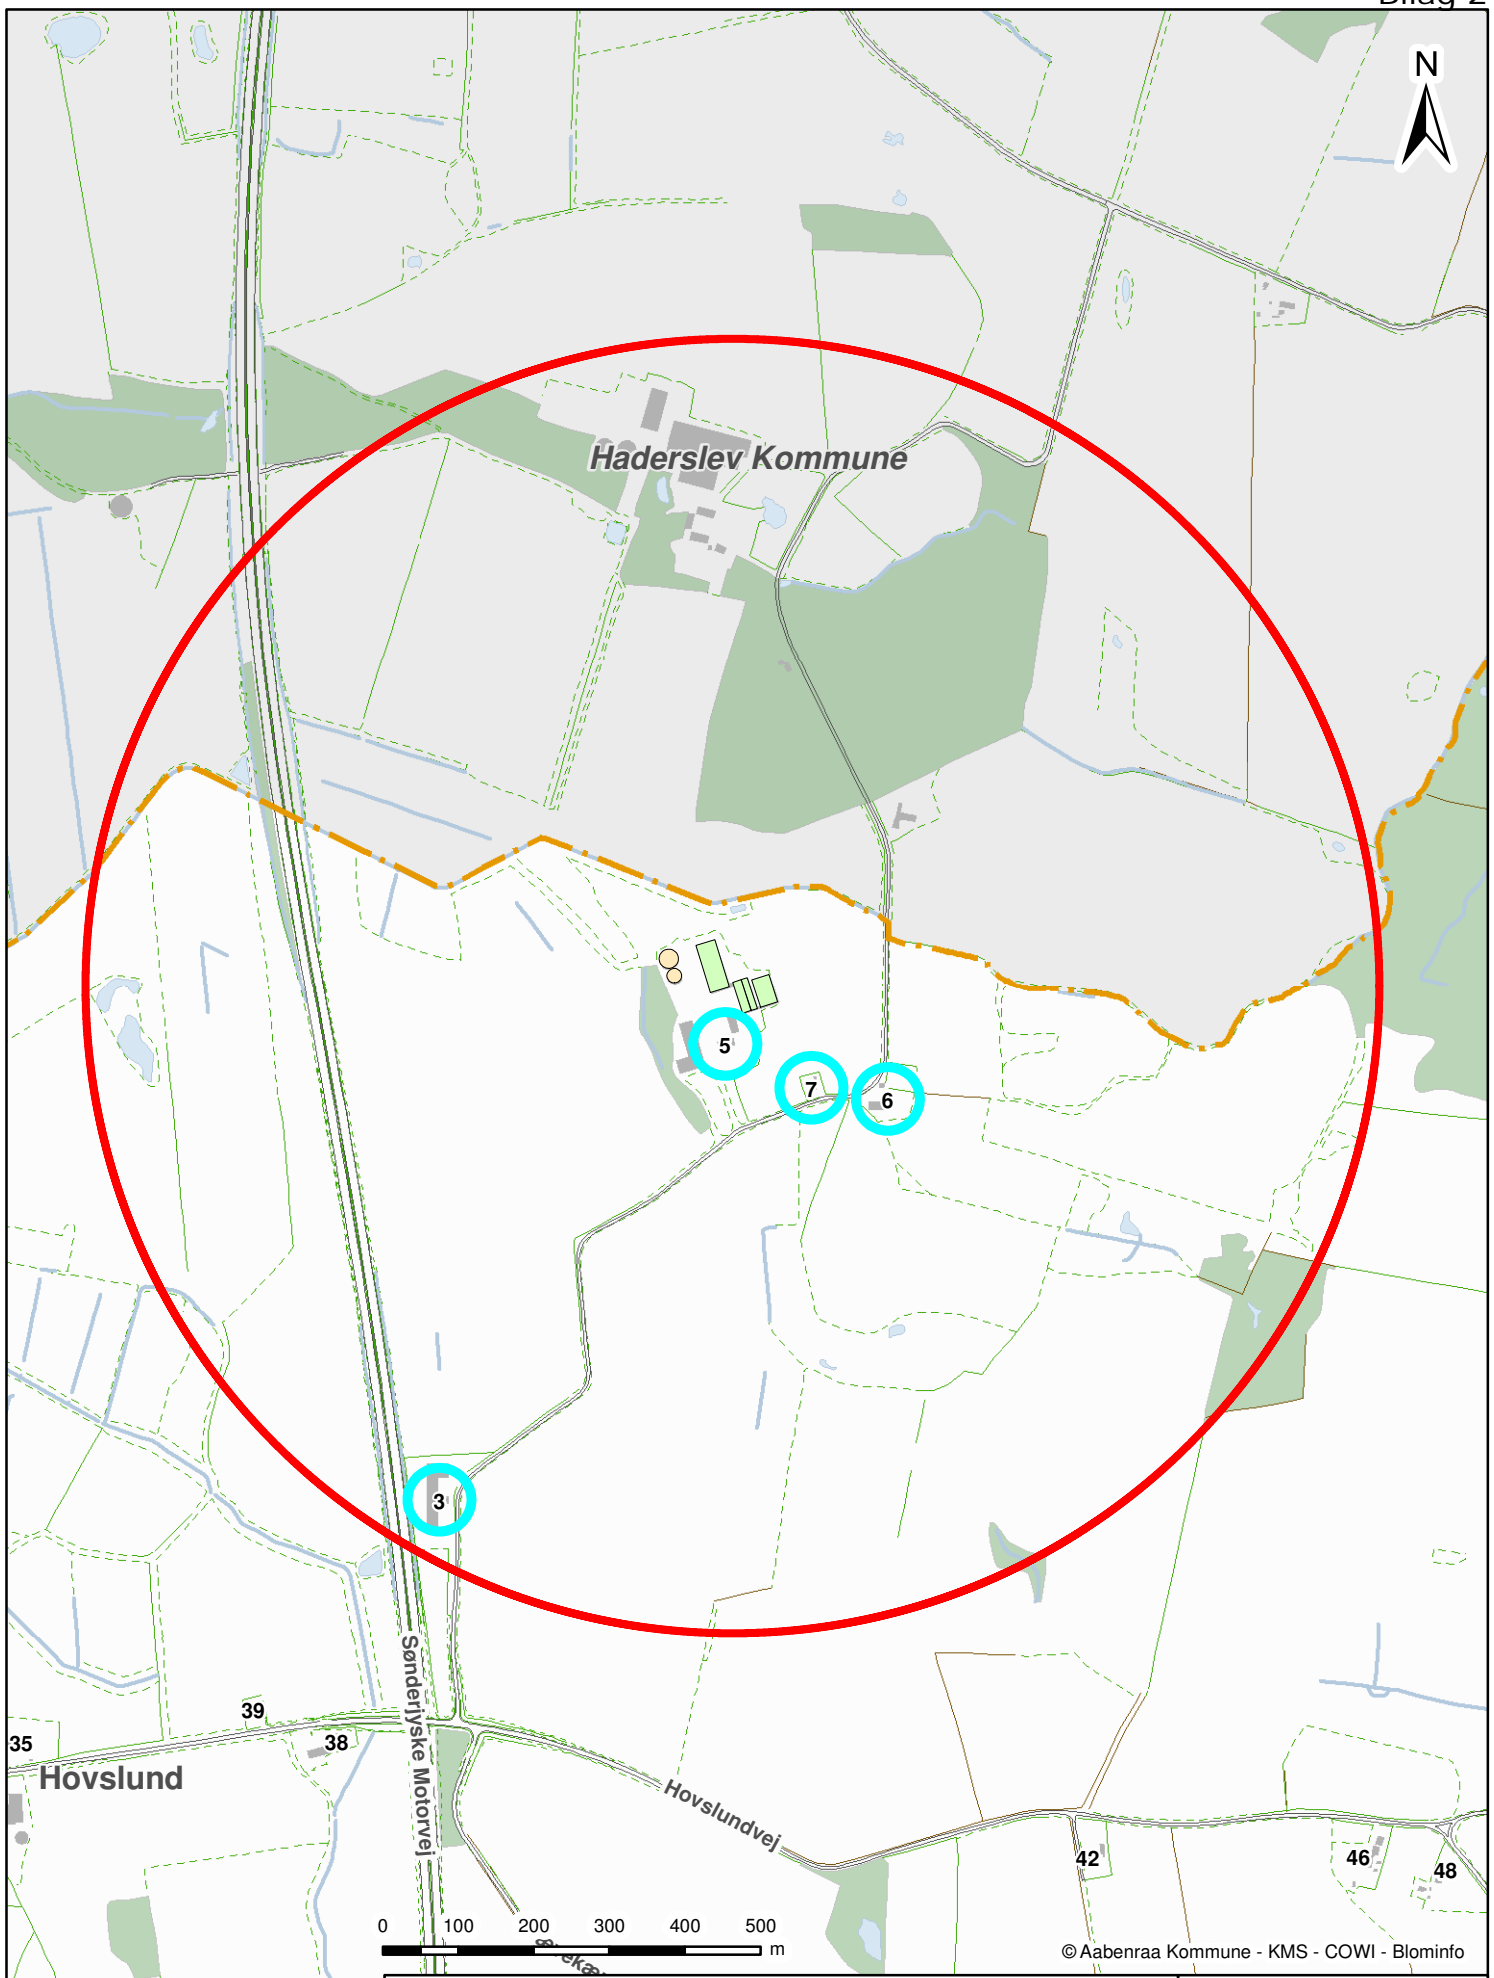 Bilag 2
N
Haderslev Kommune
5
7
6
3
39
35
38
Hovslund
Sønderjyske Motorvej
Hovslundvej
42
46
48
0 100 200 300 400 500
m
© Aabenraa Kommune - KMS - COWI - Blominfo